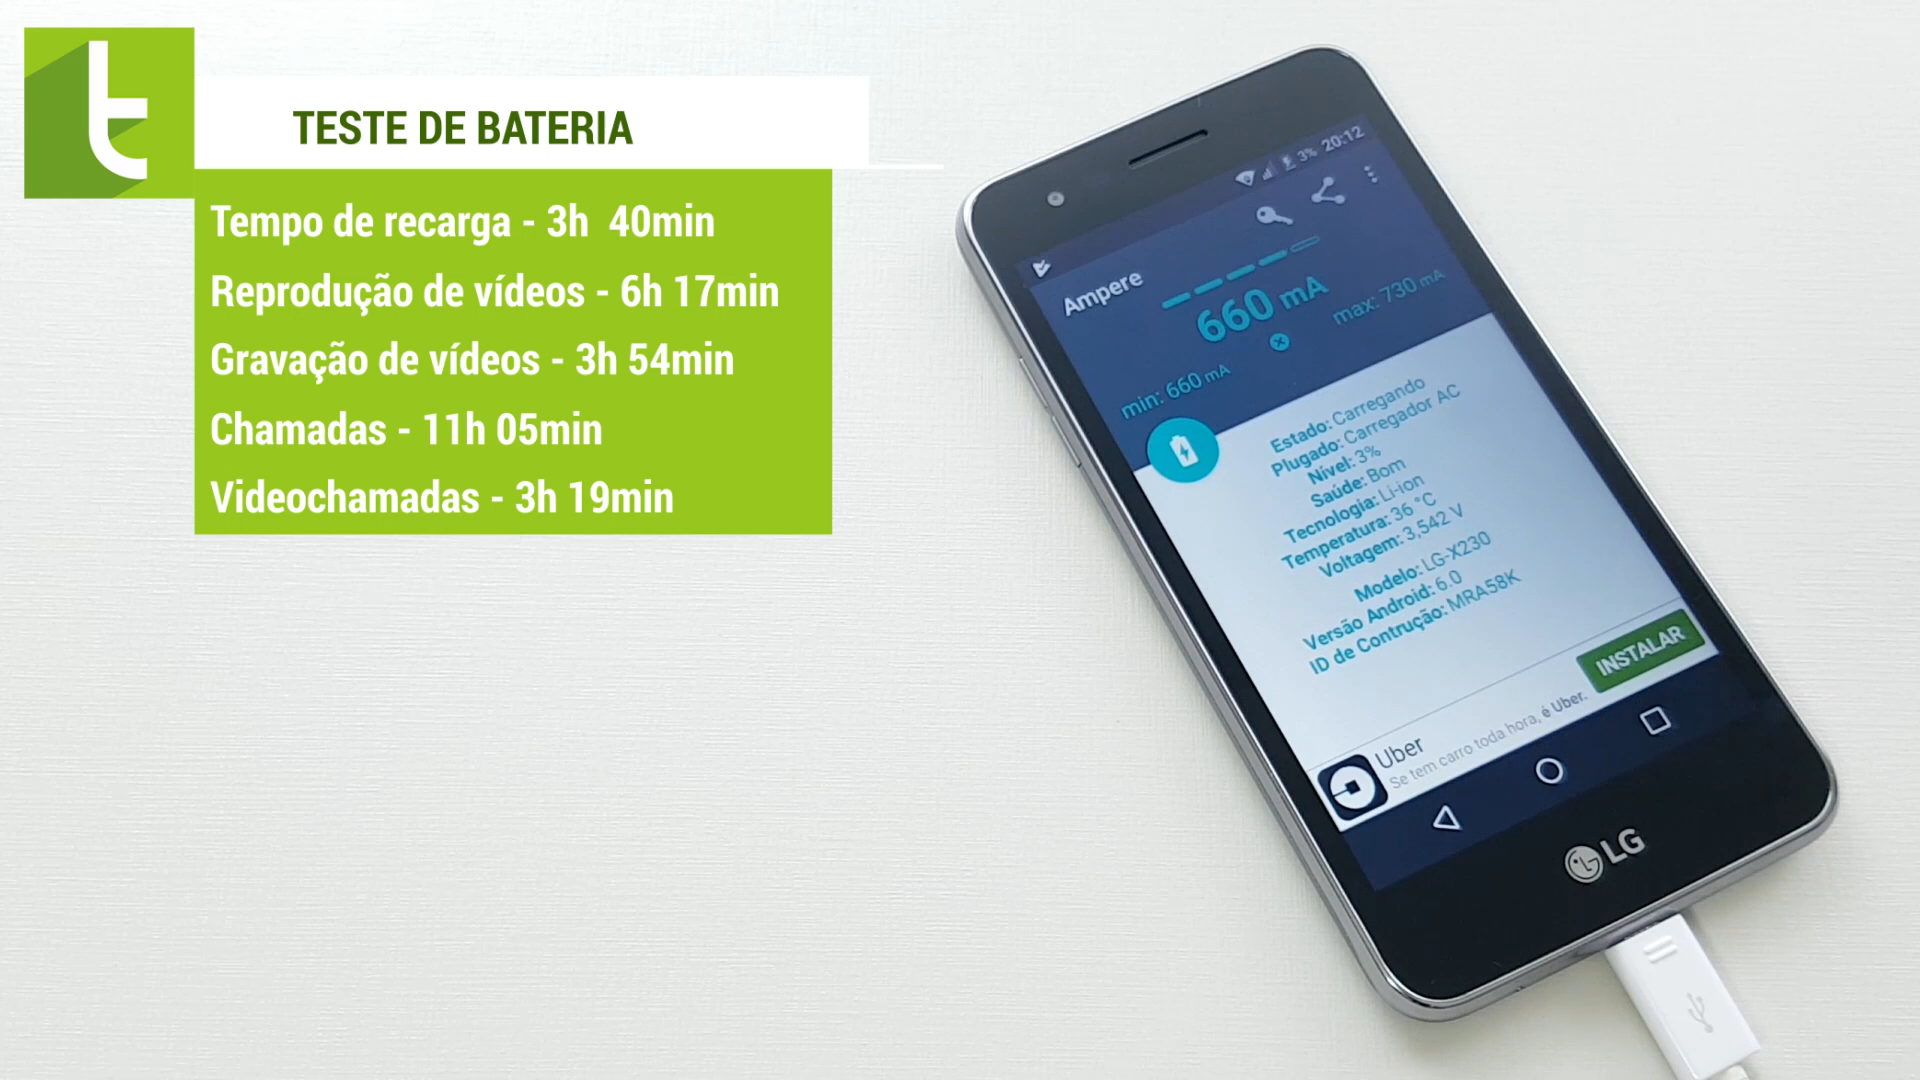 t
TESTE DE BATERIA
Tempo de recarga - 3h 40min
Reprodução de vídeos - 6h 17min
Gravação de vídeos - 3h 54min
Chamadas - 11h 05min
Videochamadas - 3h 19min
3% 20:12
Ampere
660 mA
min: 660 mA
max: 730 mA
Estado: Carregando
Plugado: Carregador AC
Nível: 3%
Saúde: Bom
Tecnologia: Li-ion
Temperatura: 36 °C
Voltagem: 3,542 V
Modelo: LG-X230
Versão Android: 6.0
ID de Contrução: MRA58K
Uber
Se tem carro toda hora, é Uber.
INSTALAR
LG